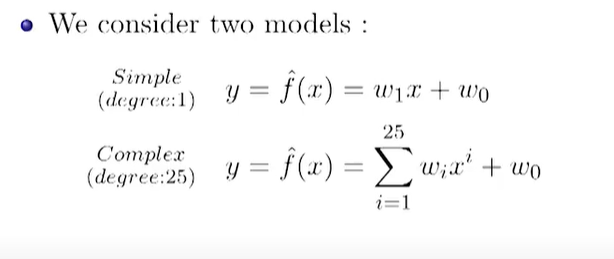 We consider two models :
Simple
(degree:1) y = f̂(x) = w₁x + w₀
Complex
(degree:25) y = f̂(x) = ∑_{i=1}^{25} wᵢxⁱ + w₀